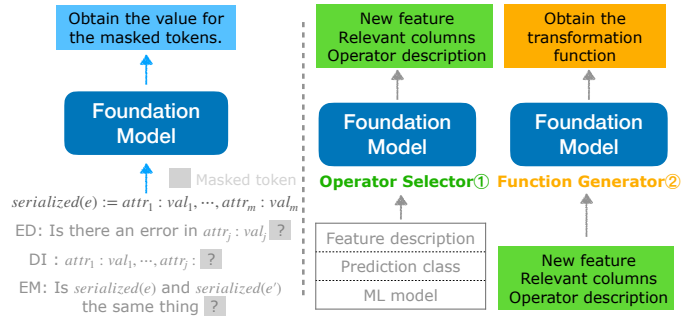 Obtain the value for
the masked tokens.
Foundation
Model
Masked token
serialized(e) := attr₁ : val₁, ⋯, attrₘ : valₘ
ED: Is there an error in attrⱼ : valⱼ ?
DI : attr₁ : val₁, ⋯, attrⱼ : ?
EM: Is serialized(e) and serialized(e′)
the same thing ?
New feature
Relevant columns
Operator description
Foundation
Model
Operator Selector①
Feature description
Prediction class
ML model
Obtain the
transformation
function
Foundation
Model
Function Generator②
New feature
Relevant columns
Operator description